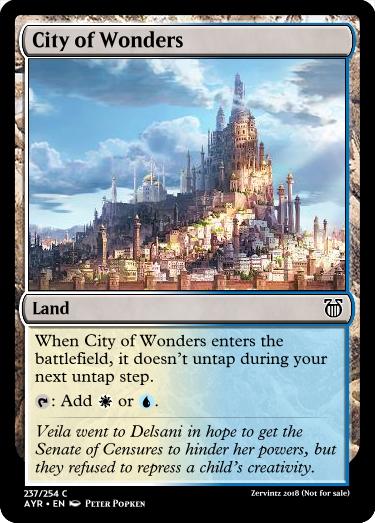 City of Wonders
Land
When City of Wonders enters the
battlefield, it doesn't untap during your
next untap step.
: Add or .
Veila went to Delsani in hope to get the
Senate of Censures to hinder her powers, but
they refused to repress a child's creativity.
237/254 C
Zervintz 2018 (Not for sale)
AYR • EN Peter Popken